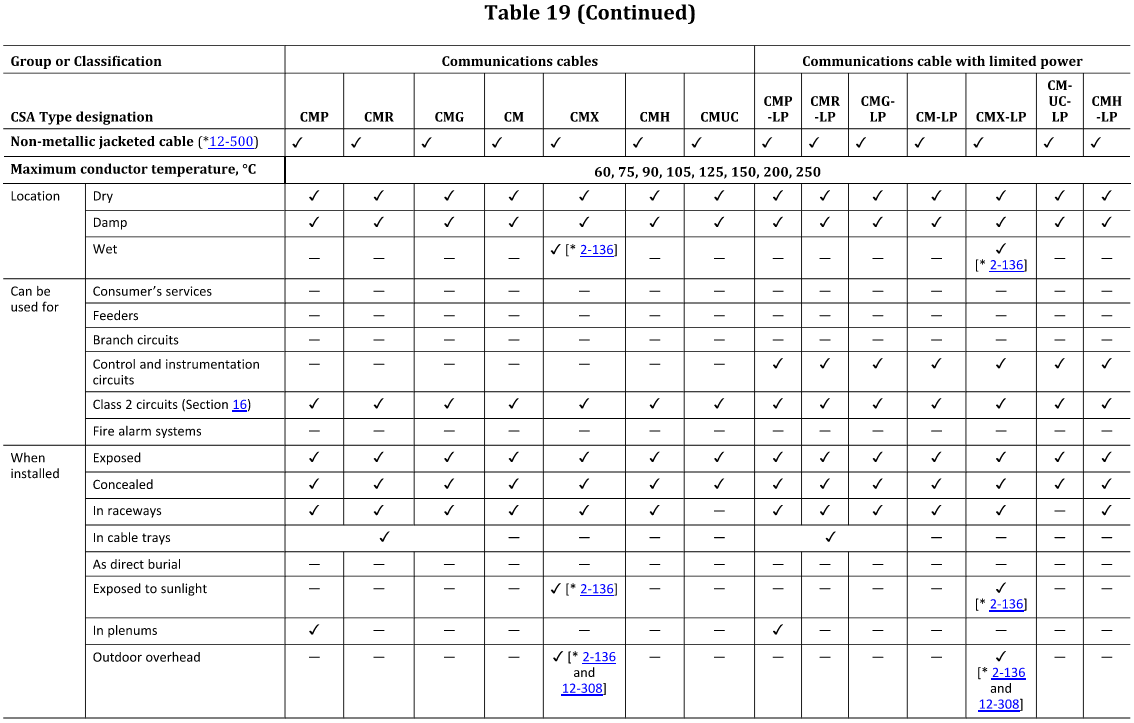 Table 19 (Continued)
Group or Classification Communications cables Communications cable with limited power
CSA Type designation CMP CMR CMG CM CMX CMH CMUC CMP-LP CMR-LP CMG-LP CM-LP CMX-LP CM-UC-LP CMH-LP
Non-metallic jacketed cable (*12-500) ✓ ✓ ✓ ✓ ✓ ✓ ✓ ✓ ✓ ✓ ✓ ✓ ✓ ✓
Maximum conductor temperature, °C 60, 75, 90, 105, 125, 150, 200, 250
Location Dry ✓ ✓ ✓ ✓ ✓ ✓ ✓ ✓ ✓ ✓ ✓ ✓ ✓ ✓
Damp ✓ ✓ ✓ ✓ ✓ ✓ ✓ ✓ ✓ ✓ ✓ ✓ ✓ ✓
Wet — — — — ✓ [* 2-136] — — — — — — ✓ [* 2-136] — —
Can be used for Consumer’s services — — — — — — — — — — — — — —
Feeders — — — — — — — — — — — — — —
Branch circuits — — — — — — — — — — — — — —
Control and instrumentation circuits — — — — — — — ✓ ✓ ✓ ✓ ✓ ✓ ✓
Class 2 circuits (Section 16) ✓ ✓ ✓ ✓ ✓ ✓ ✓ ✓ ✓ ✓ ✓ ✓ ✓ ✓
Fire alarm systems — — — — — — — — — — — — — —
When installed Exposed ✓ ✓ ✓ ✓ ✓ ✓ ✓ ✓ ✓ ✓ ✓ ✓ ✓ ✓
Concealed ✓ ✓ ✓ ✓ ✓ ✓ ✓ ✓ ✓ ✓ ✓ ✓ ✓ ✓
In raceways ✓ ✓ ✓ ✓ ✓ ✓ — ✓ ✓ ✓ ✓ ✓ — ✓
In cable trays ✓ — — — — ✓ — — — —
As direct burial — — — — — — — — — — — — — —
Exposed to sunlight — — — — ✓ [* 2-136] — — — — — — ✓ [* 2-136] — —
In plenums ✓ — — — — — — ✓ — — — — — —
Outdoor overhead — — — — ✓ [* 2-136 and 12-308] — — — — — — ✓ [* 2-136 and 12-308] — —